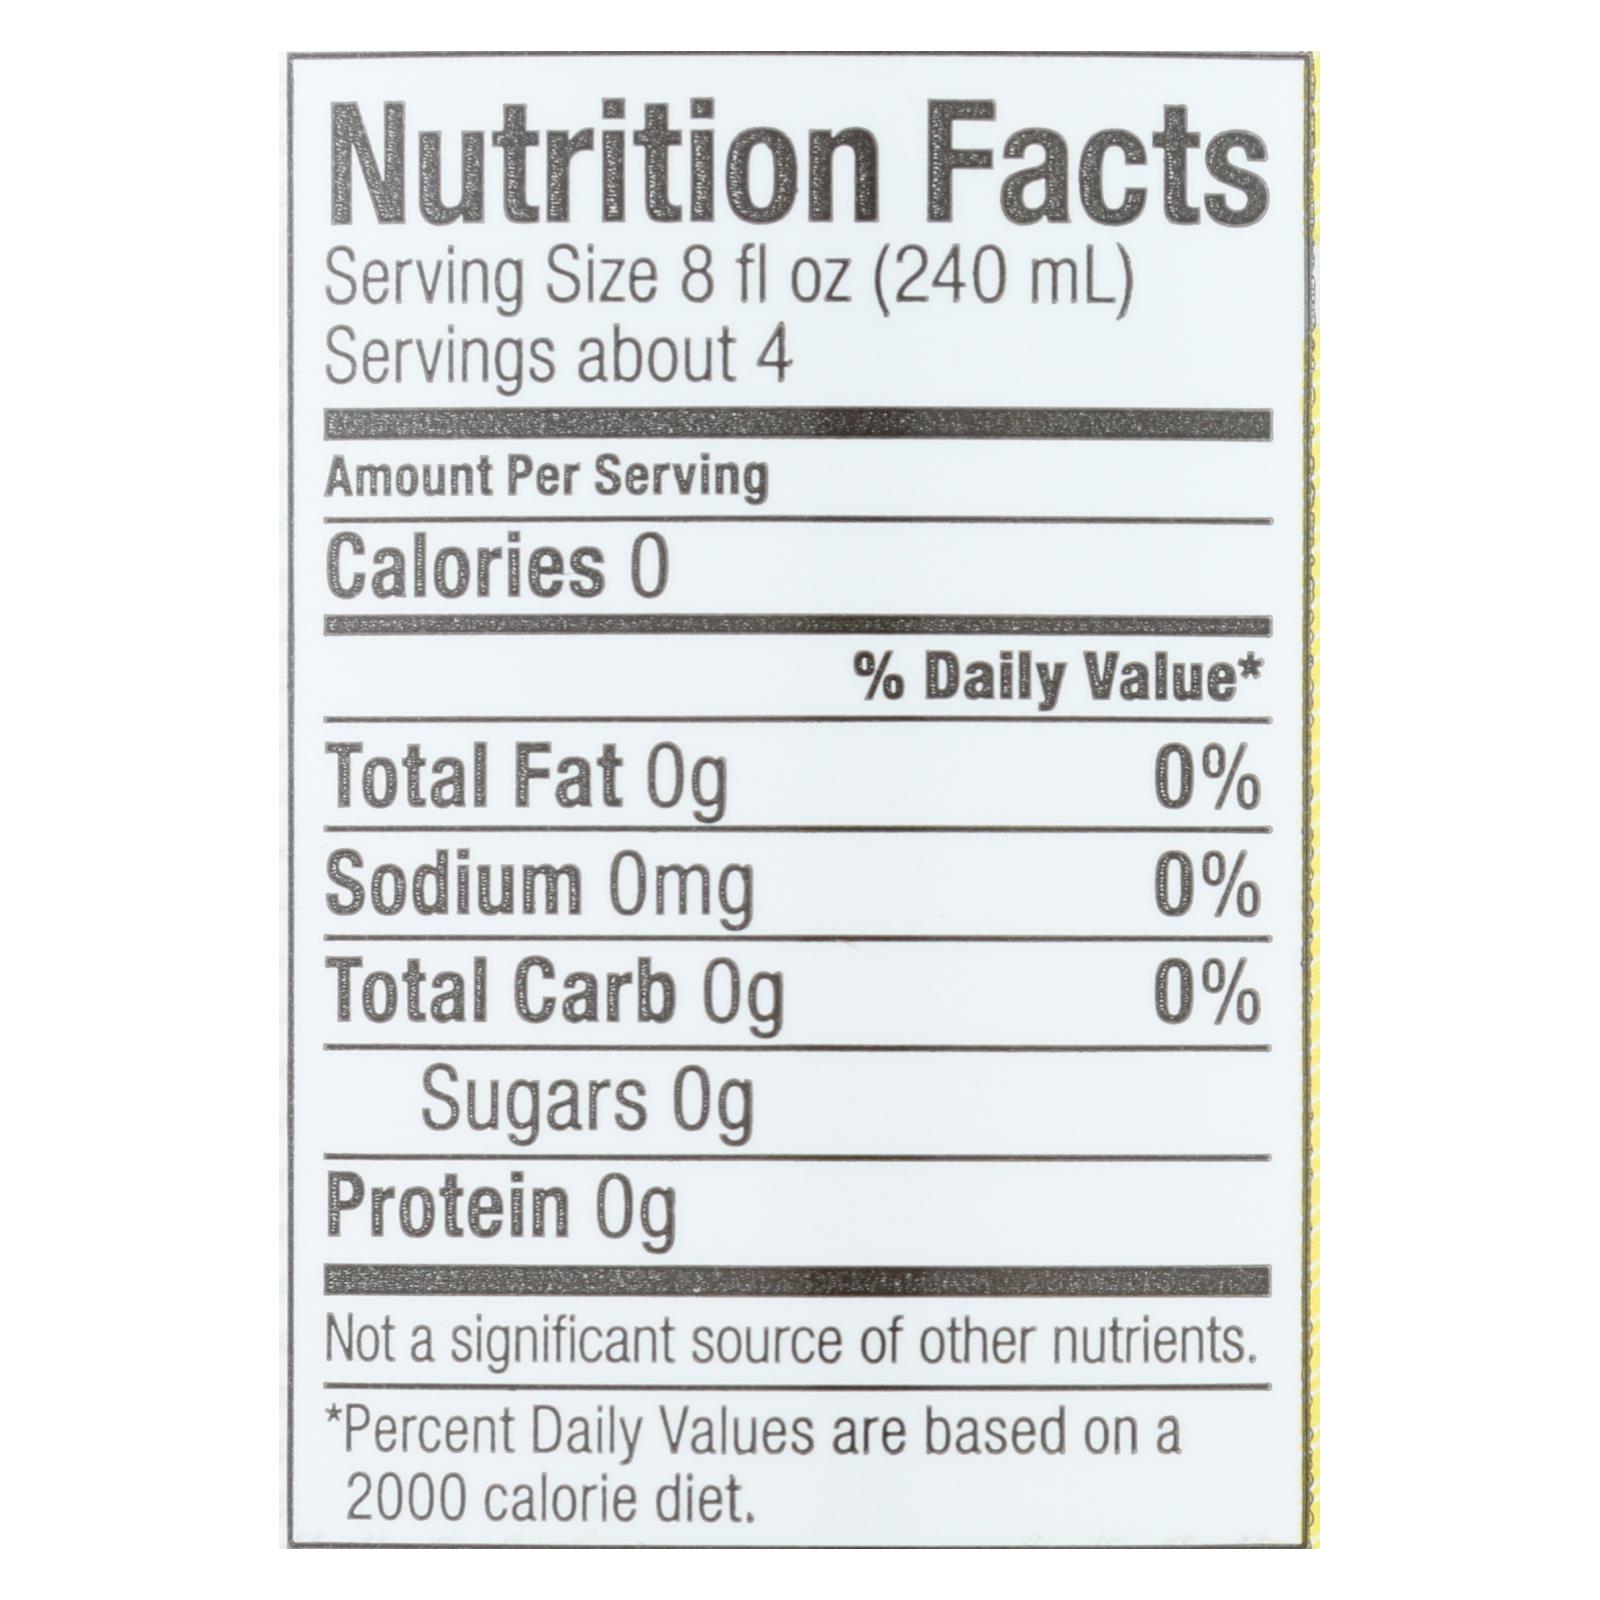 Nutrition Facts
Serving Size 8 fl oz (240 mL)
Servings about 4
Amount Per Serving
Calories 0
% Daily Value*
Total Fat 0g 0%
Sodium 0mg 0%
Total Carb 0g 0%
Sugars 0g
Protein 0g
Not a significant source of other nutrients.
*Percent Daily Values are based on a
2000 calorie diet.